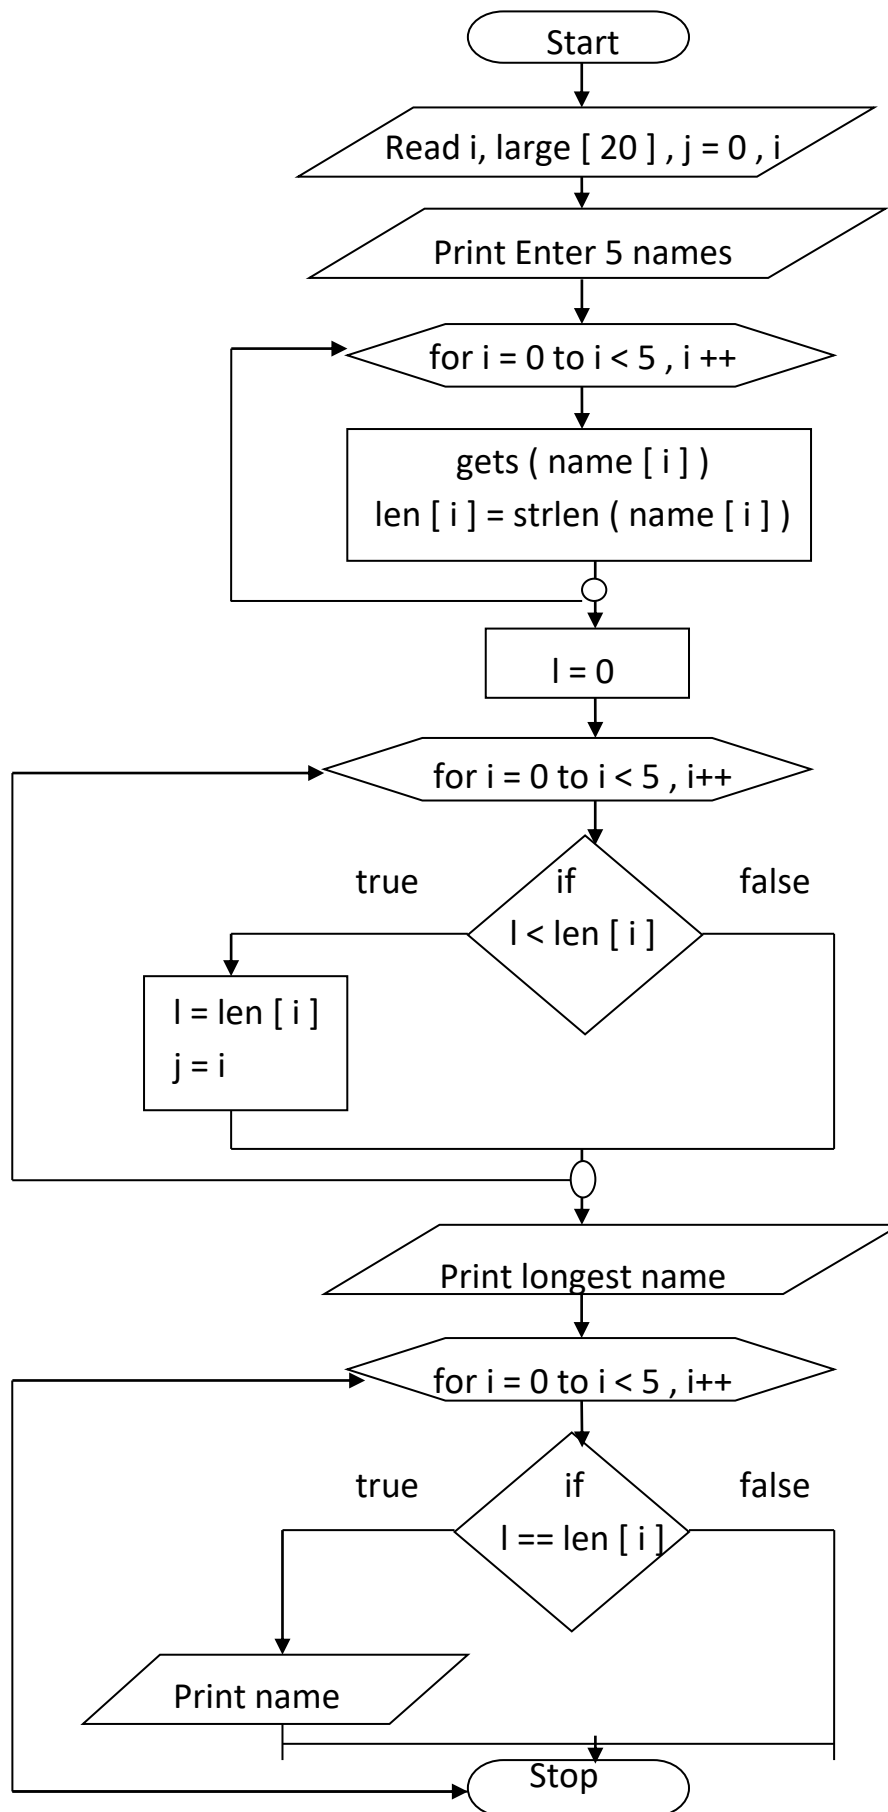 Start
Read i, large [ 20 ] , j = 0 , i
Print Enter 5 names
for i = 0 to i < 5 , i ++
gets ( name [ i ] )
len [ i ] = strlen ( name [ i ] )
l = 0
for i = 0 to i < 5 , i++
true
if
false
l < len [ i ]
l = len [ i ]
j = i
Print longest name
for i = 0 to i < 5 , i++
true
if
false
l == len [ i ]
Print name
Stop